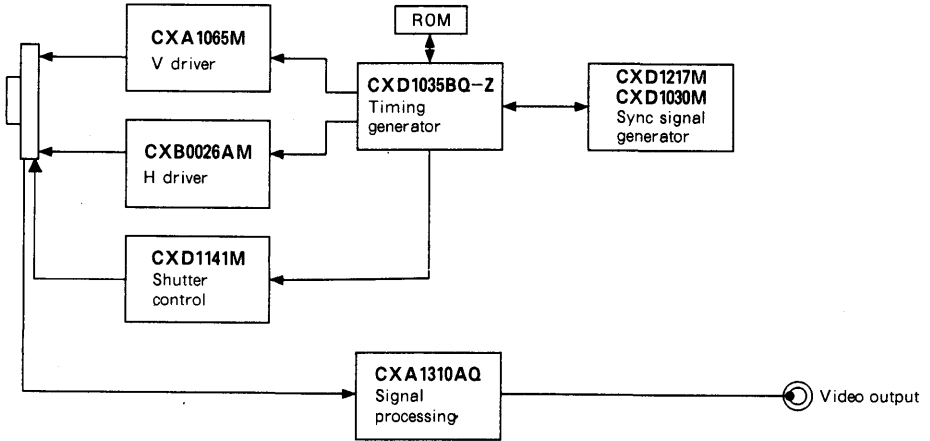 ROM
CXA1065M
V driver
CXD1035BQ-Z
Timing
generator
CXD1217M
CXD1030M
Sync signal
generator
CXB0026AM
H driver
CXD1141M
Shutter
control
CXA1310AQ
Signal
processing
Video output